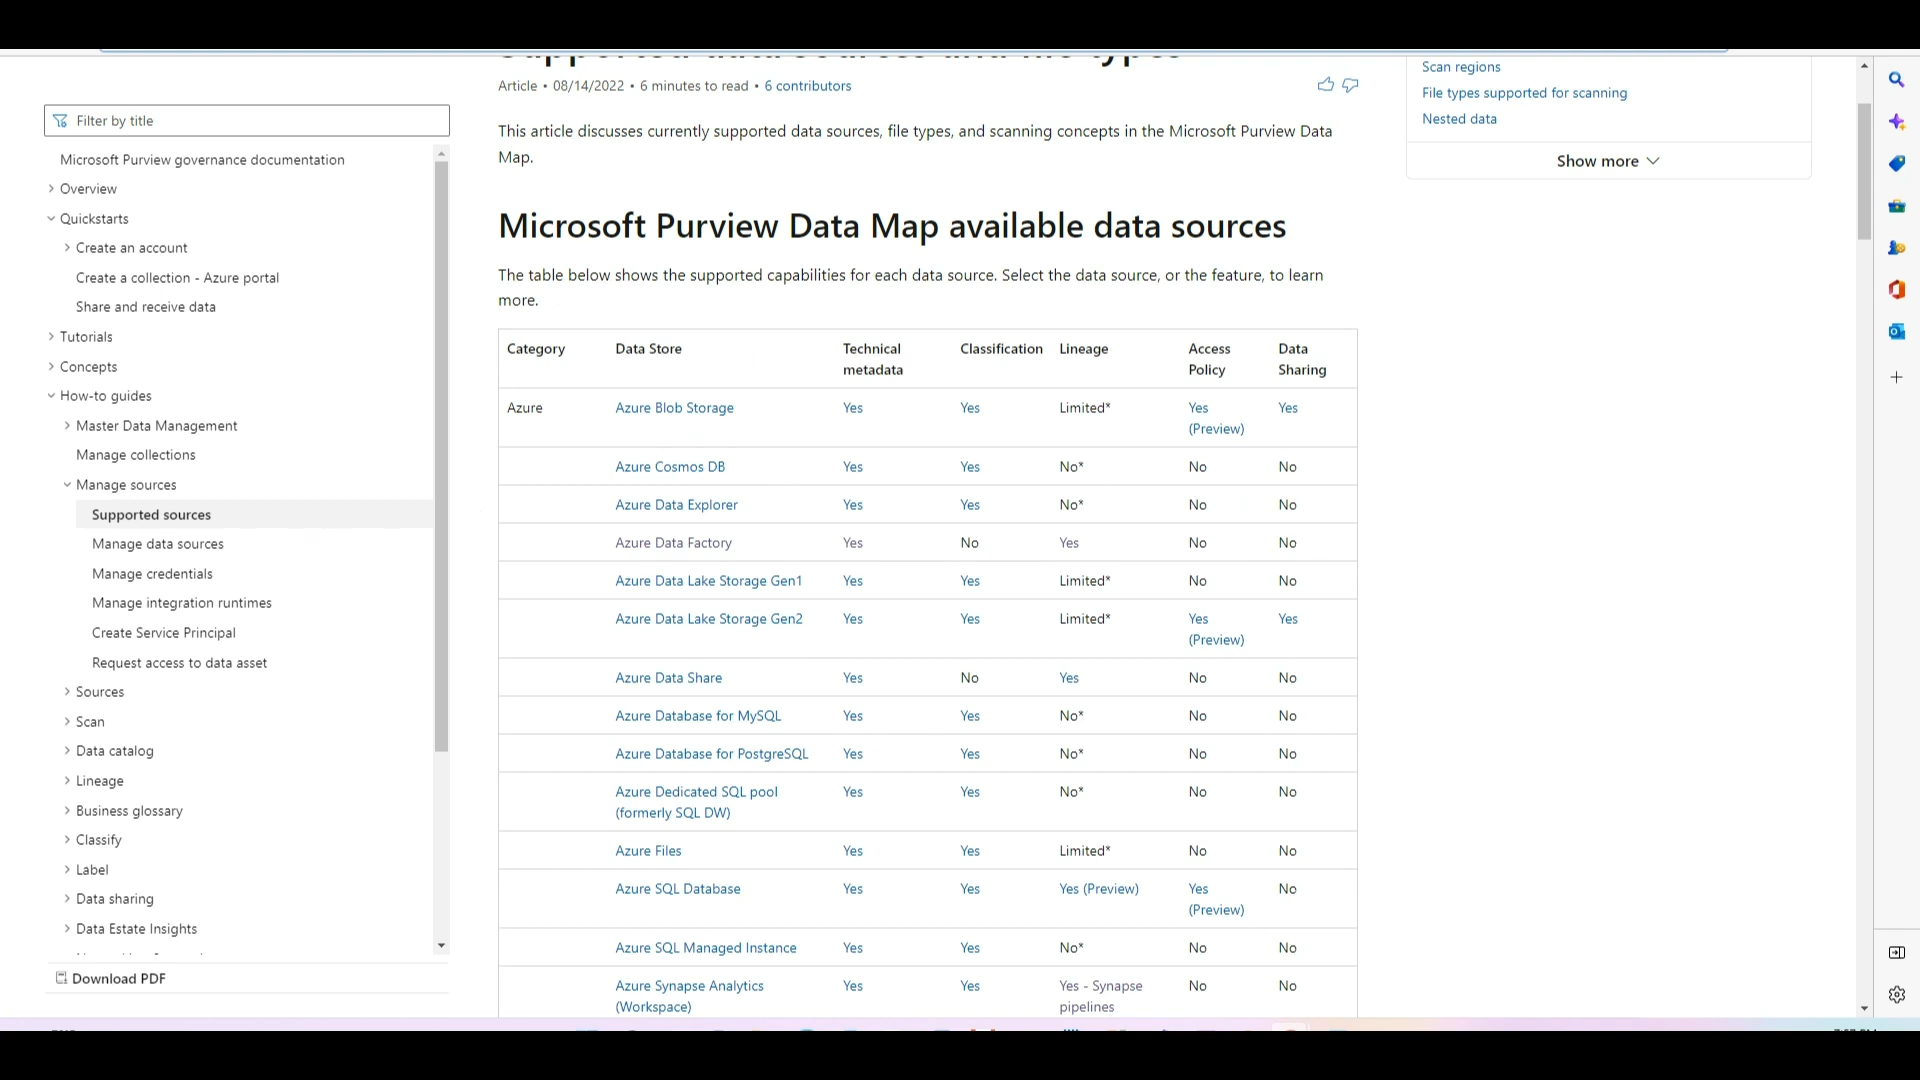 Supported data sources and file types
Article • 08/14/2022 • 6 minutes to read • 6 contributors
This article discusses currently supported data sources, file types, and scanning concepts in the Microsoft Purview Data
Map.
Microsoft Purview Data Map available data sources
The table below shows the supported capabilities for each data source. Select the data source, or the feature, to learn
more.
Category Data Store Technical metadata Classification Lineage Access Policy Data Sharing
Azure Azure Blob Storage Yes Yes Limited* Yes (Preview) Yes
Azure Cosmos DB Yes Yes No* No No
Azure Data Explorer Yes Yes No* No No
Azure Data Factory Yes No Yes No No
Azure Data Lake Storage Gen1 Yes Yes Limited* No No
Azure Data Lake Storage Gen2 Yes Yes Limited* Yes (Preview) Yes
Azure Data Share Yes No Yes No No
Azure Database for MySQL Yes Yes No* No No
Azure Database for PostgreSQL Yes Yes No* No No
Azure Dedicated SQL pool (formerly SQL DW) Yes Yes No* No No
Azure Files Yes Yes Limited* No No
Azure SQL Database Yes Yes Yes (Preview) Yes (Preview) No
Azure SQL Managed Instance Yes Yes No* No No
Azure Synapse Analytics (Workspace) Yes Yes Yes - Synapse pipelines No No
Filter by title
Microsoft Purview governance documentation
Overview
Quickstarts
Create an account
Create a collection - Azure portal
Share and receive data
Tutorials
Concepts
How-to guides
Master Data Management
Manage collections
Manage sources
Supported sources
Manage data sources
Manage credentials
Manage integration runtimes
Create Service Principal
Request access to data asset
Sources
Scan
Data catalog
Lineage
Business glossary
Classify
Label
Data sharing
Data Estate Insights
Download PDF
Scan regions
File types supported for scanning
Nested data
Show more